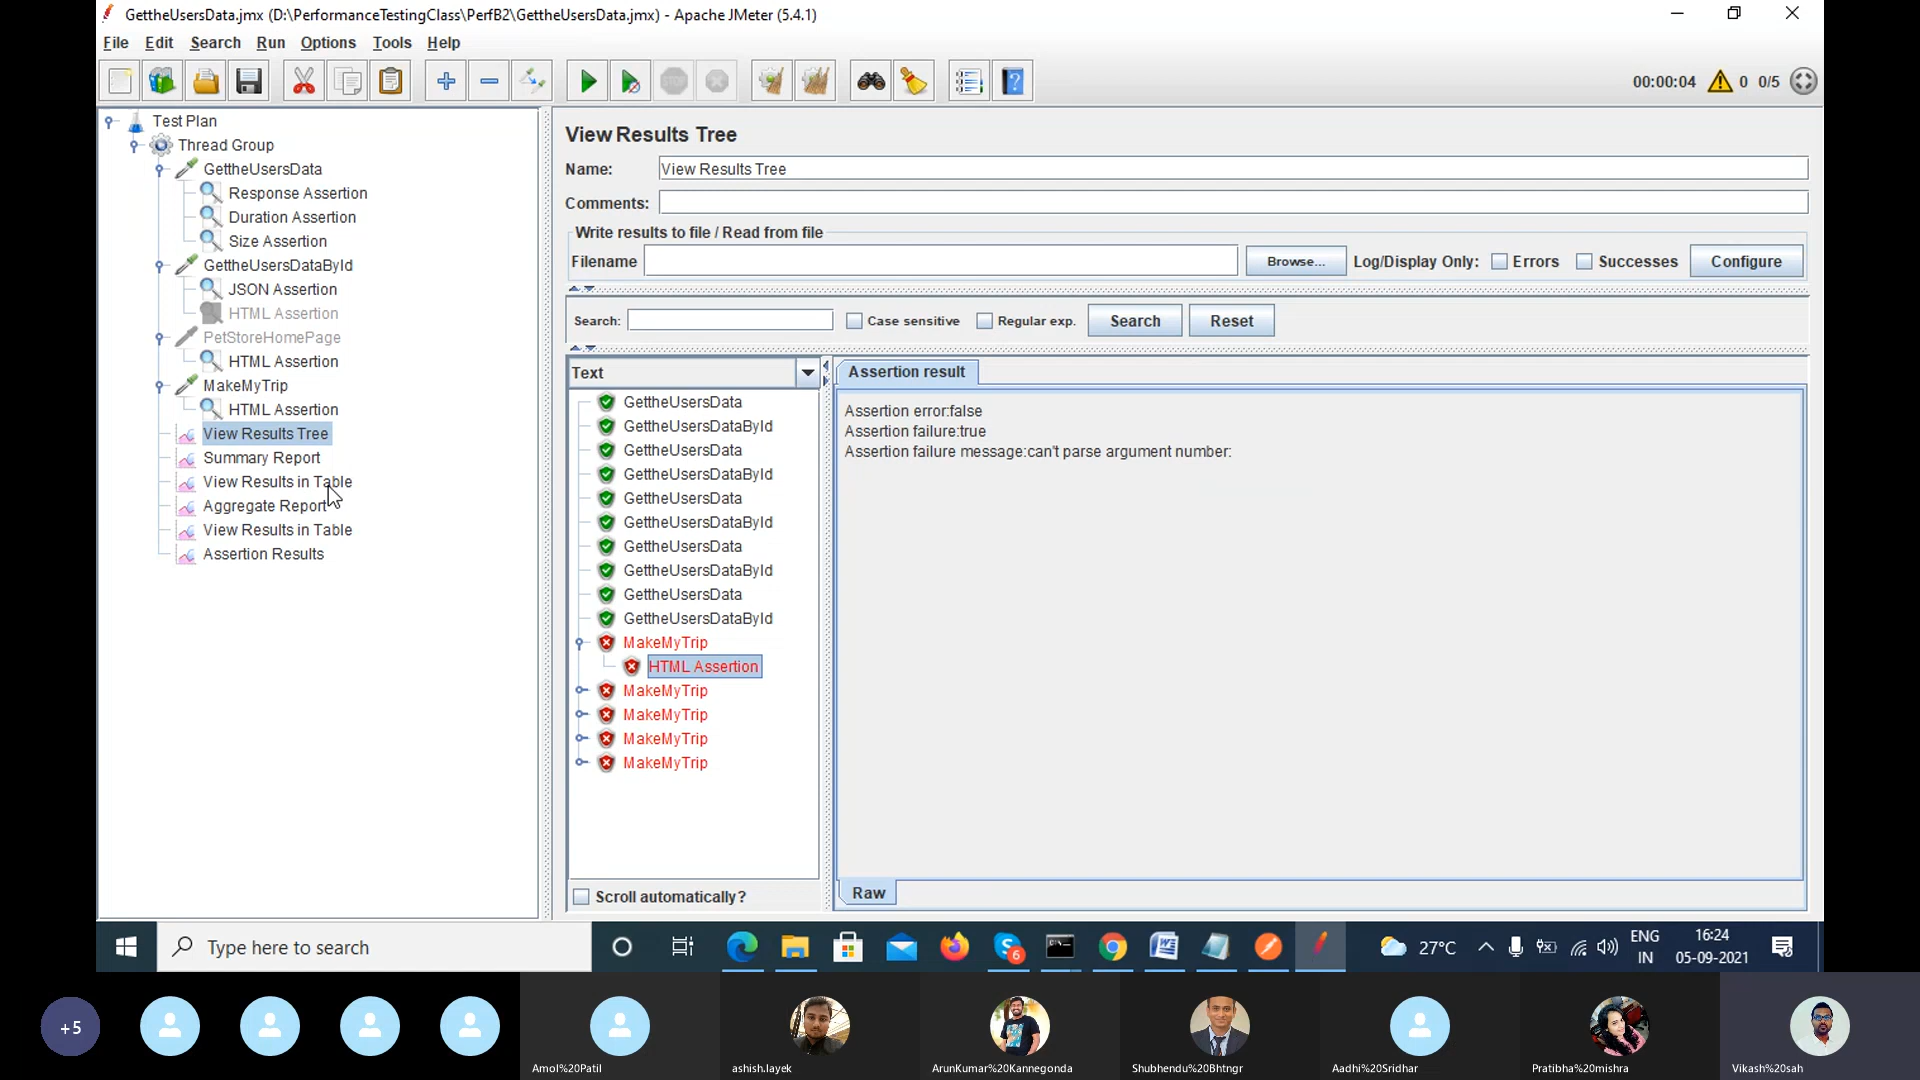 GettheUsersData.jmx (D:\PerformanceTestingClass\PerfB2\GettheUsersData.jmx) - Apache JMeter (5.4.1)
File Edit Search Run Options Tools Help
STOP
00:00:04 0 0/5
Test Plan
Thread Group
GettheUsersData
Response Assertion
Duration Assertion
Size Assertion
GettheUsersDataById
JSON Assertion
HTML Assertion
PetStoreHomePage
HTML Assertion
MakeMyTrip
HTML Assertion
View Results Tree
Summary Report
View Results in Table
Aggregate Report
View Results in Table
Assertion Results
View Results Tree
Name: View Results Tree
Comments:
Write results to file / Read from file
Filename Browse... Log/Display Only: Errors Successes Configure
Search: Case sensitive Regular exp. Search Reset
Text
GettheUsersData
GettheUsersDataById
GettheUsersData
GettheUsersDataById
GettheUsersData
GettheUsersDataById
GettheUsersData
GettheUsersDataById
GettheUsersData
GettheUsersDataById
MakeMyTrip
HTML Assertion
MakeMyTrip
MakeMyTrip
MakeMyTrip
MakeMyTrip
Scroll automatically?
Assertion result
Assertion error:false
Assertion failure:true
Assertion failure message:can't parse argument number:
Raw
Type here to search
6
27°C
ENG
IN
16:24
05-09-2021
+5
Amol%20Patil
ashish.layek
ArunKumar%20Kannegonda
Shubhendu%20Bhtngr
Aadhi%20Sridhar
Pratibha%20mishra
Vikash%20sah